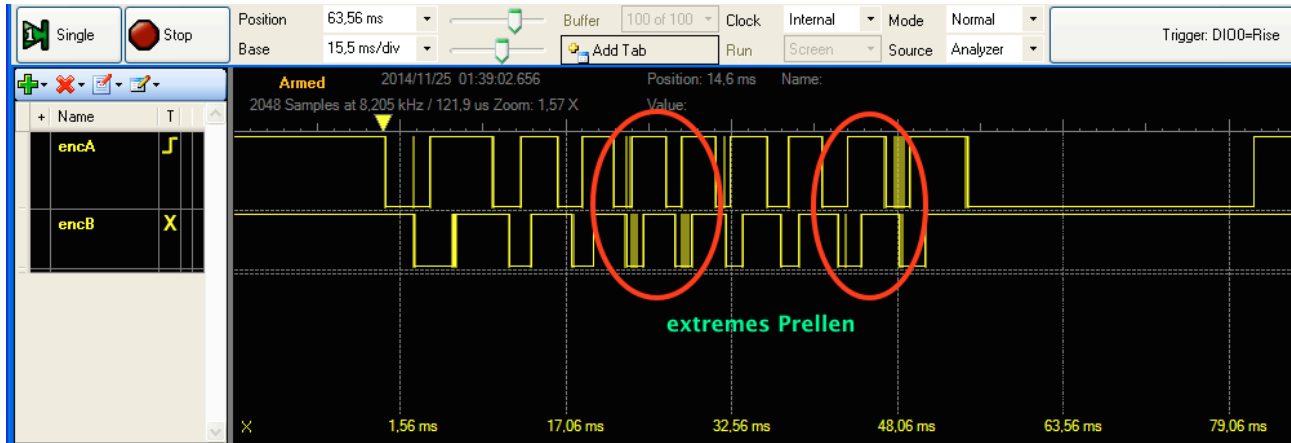 Single
Stop
Position 63,56 ms
Base 15,5 ms/div
Buffer 100 of 100
Add Tab
Clock Internal
Run Screen
Mode Normal
Source Analyzer
Trigger: DIO0=Rise
+ Name T
encA
encB X
Armed 2014/11/25 01:39:02.656 Position: 14,6 ms Name:
2048 Samples at 8,205 kHz / 121,9 us Zoom: 1,57 X Value:
extremes Prellen
X 1,56 ms 17,06 ms 32,56 ms 48,06 ms 63,56 ms 79,06 ms